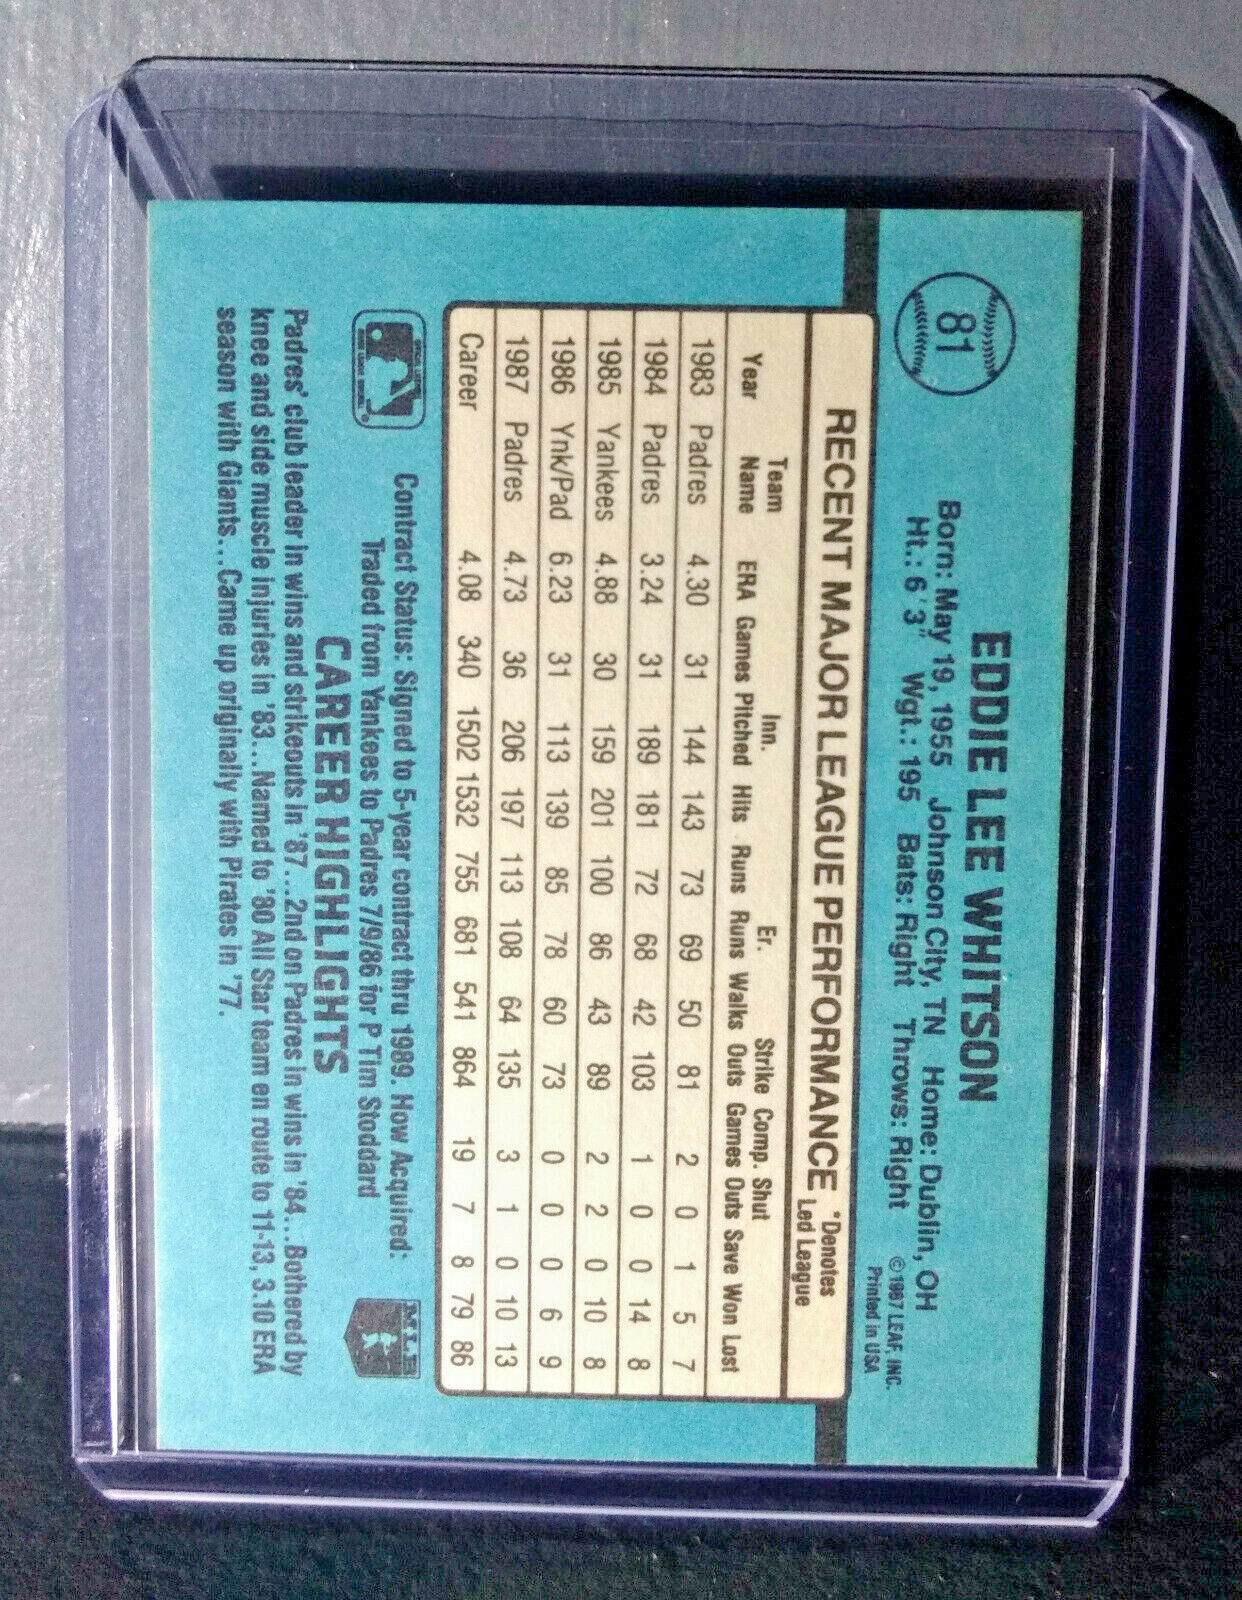 81
EDDIE LEE WHITSON
Born: May 19, 1955 Johnson City, TN Home: Dublin, OH
Ht.: 6'3" Wgt.: 195 Bats: Right Throws: Right
©1987 LEAF, INC.
Printed in USA
RECENT MAJOR LEAGUE PERFORMANCE
*Denotes
Led League
Team Inn. Er. Strike Comp. Shut
Year Name ERA Games Pitched Hits Runs Runs Walks Outs Games Outs Save Won Lost
1983 Padres 4.30 31 144 143 73 69 50 81 2 0 1 5 7
1984 Padres 3.24 31 189 181 72 68 42 103 1 0 0 14 8
1985 Yankees 4.88 30 159 201 100 86 43 89 2 2 0 10 8
1986 Ynk/Pad 6.23 31 113 139 85 78 60 73 0 0 0 6 9
1987 Padres 4.73 36 206 197 113 108 64 135 3 1 0 10 13
Career 4.08 340 1502 1532 755 681 541 864 19 7 8 79 86
Contract Status: Signed to 5-year contract thru 1989. How Acquired:
Traded from Yankees to Padres 7/9/86 for P Tim Stoddard
MLB
CAREER HIGHLIGHTS
Padres' club leader in wins and strikeouts in '87...2nd on Padres in wins in '84...Bothered by
knee and side muscle injuries in '83...Named to '80 All Star team en route to 11-13, 3.10 ERA
season with Giants...Came up originally with Pirates in '77.